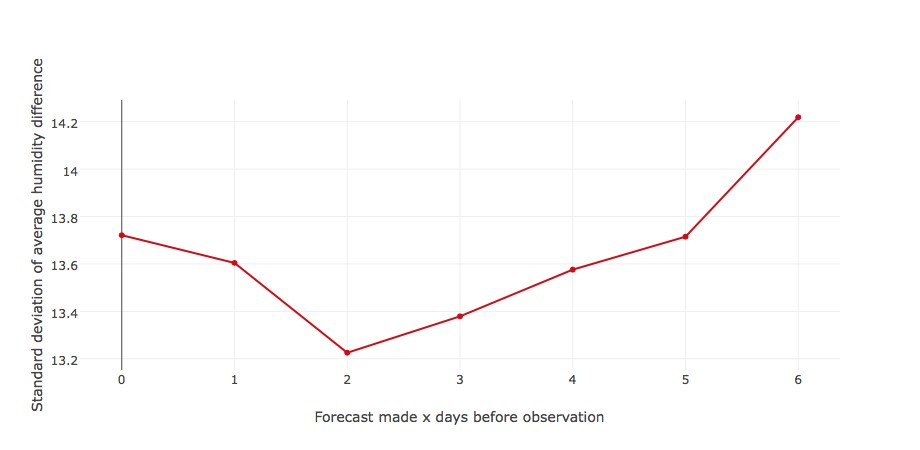 Standard deviation of average humidity difference
14.2
14
13.8
13.6
13.4
13.2
0 1 2 3 4 5 6
Forecast made x days before observation